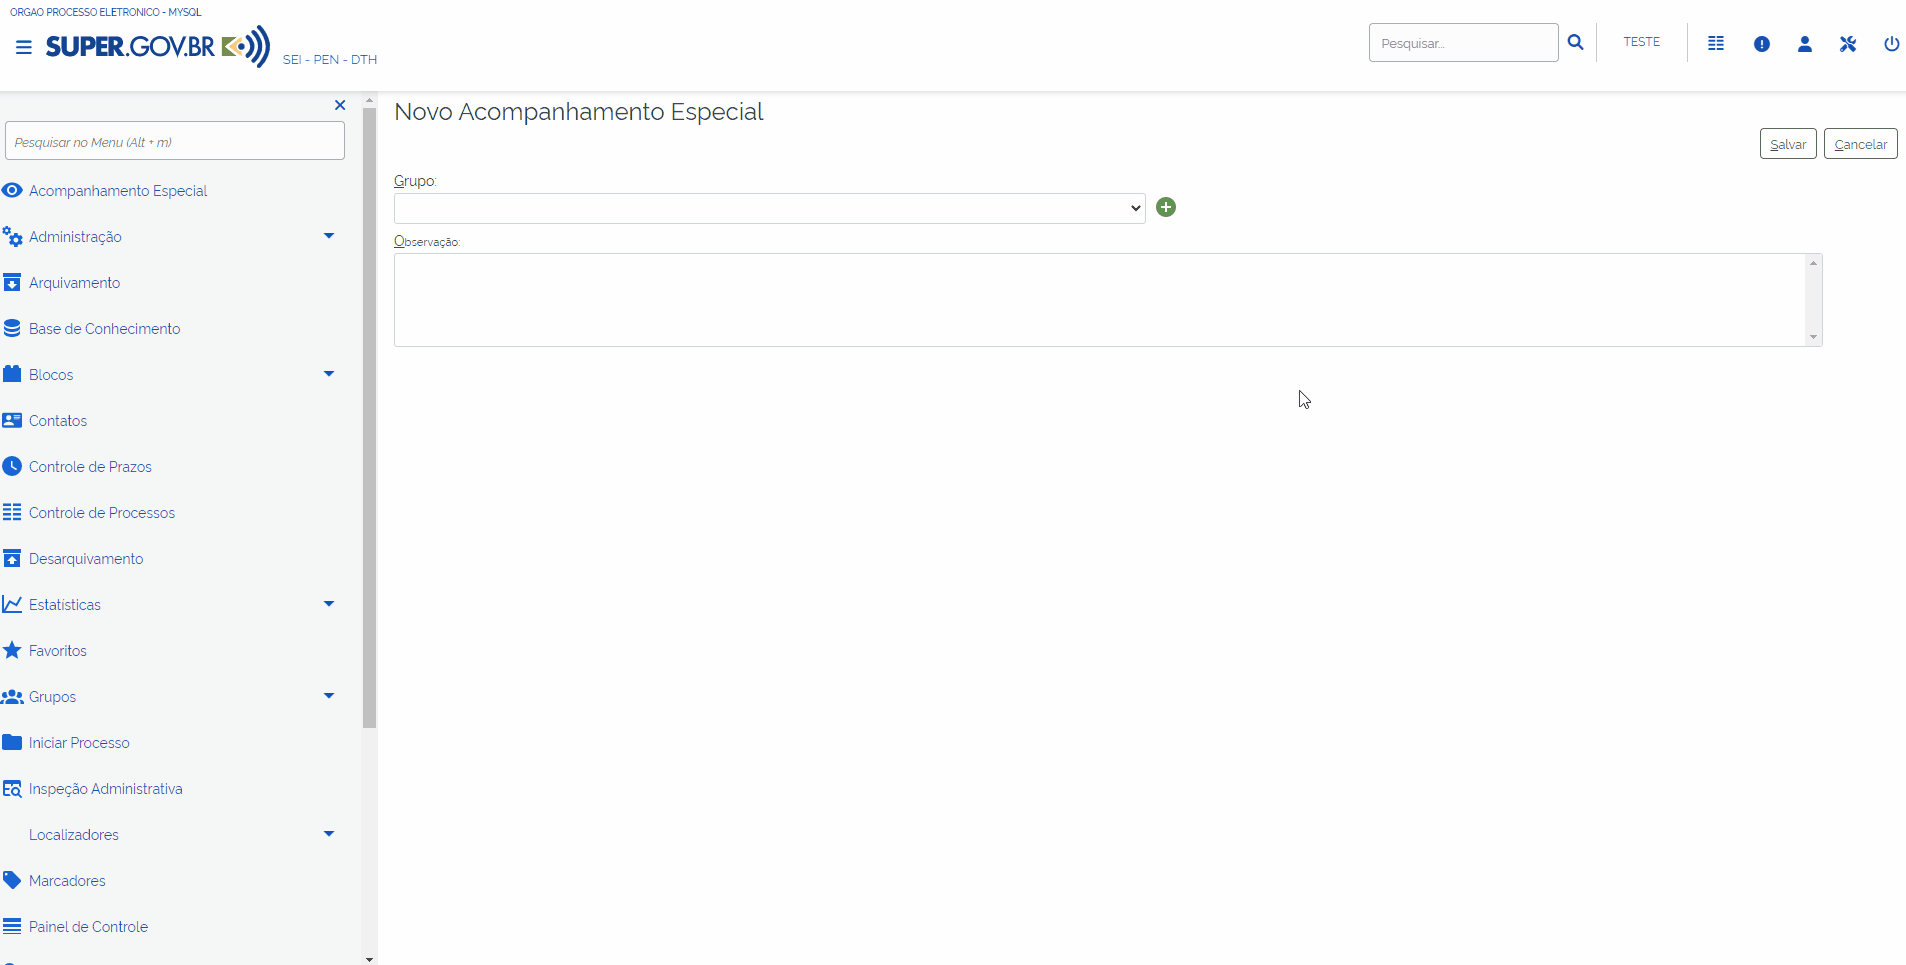 ORGAO PROCESSO ELETRONICO - MYSQL
SUPER.GOV.BR
SEI - PEN - DTH
Pesquisar...
TESTE
Pesquisar no Menu (Alt + m)
Acompanhamento Especial
Administração
Arquivamento
Base de Conhecimento
Blocos
Contatos
Controle de Prazos
Controle de Processos
Desarquivamento
Estatísticas
Favoritos
Grupos
Iniciar Processo
Inspeção Administrativa
Localizadores
Marcadores
Painel de Controle
Novo Acompanhamento Especial
Salvar
Cancelar
Grupo:
Observação: